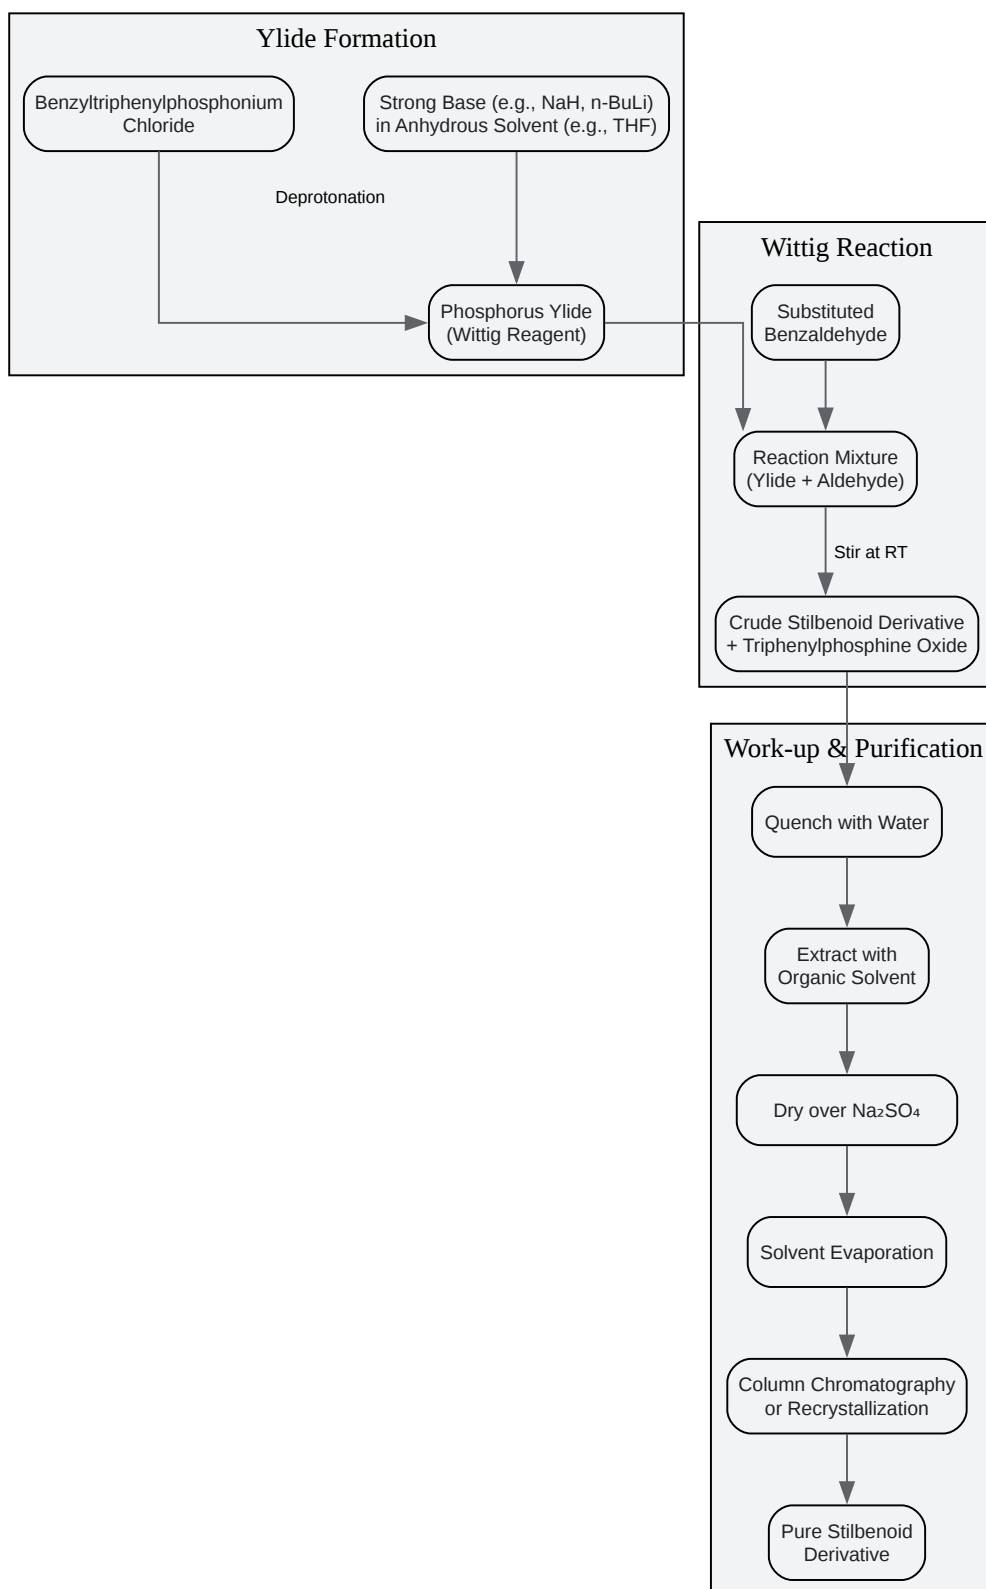 Ylide Formation
Benzyltriphenylphosphonium
Chloride
Strong Base (e.g., NaH, n-BuLi)
in Anhydrous Solvent (e.g., THF)
Deprotonation
Phosphorus Ylide
(Wittig Reagent)
Wittig Reaction
Substituted
Benzaldehyde
Reaction Mixture
(Ylide + Aldehyde)
Stir at RT
Crude Stilbenoid Derivative
+ Triphenylphosphine Oxide
Work-up & Purification
Quench with Water
Extract with
Organic Solvent
Dry over Na₂SO₄
Solvent Evaporation
Column Chromatography
or Recrystallization
Pure Stilbenoid
Derivative